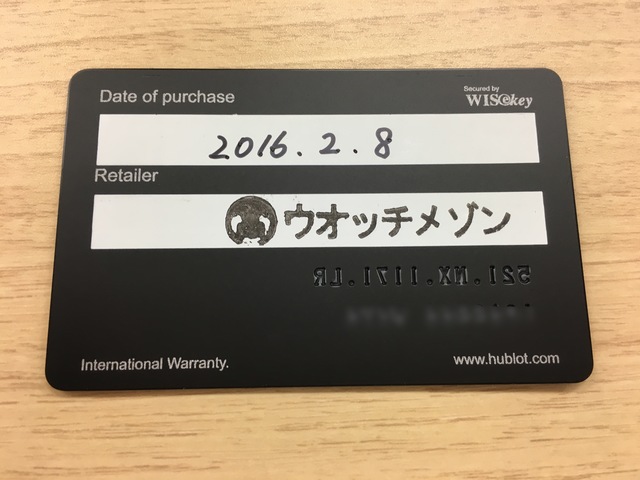 Date of purchase
Secured by
WISekey
2016.2.8
Retailer
ウオッチメゾン
521.NX.1171.LR
International Warranty.
www.hublot.com